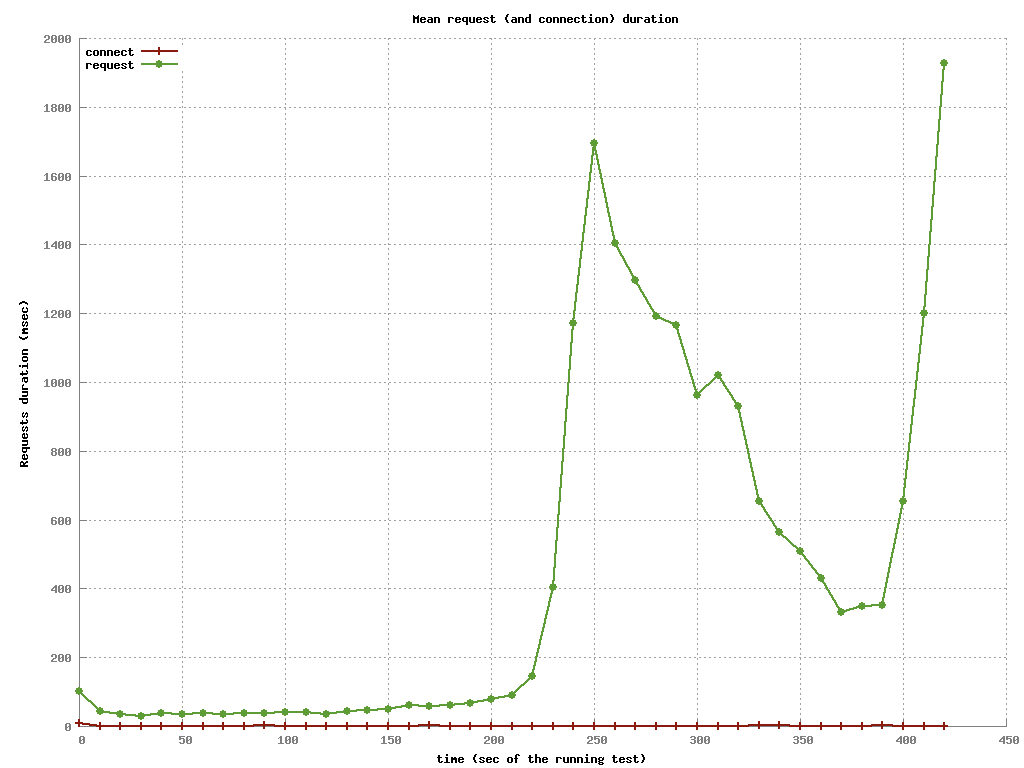 Mean request (and connection) duration
connect
request
2000
1800
1600
1400
1200
1000
800
600
400
200
0
Requests duration (msec)
0 50 100 150 200 250 300 350 400 450
time (sec of the running test)